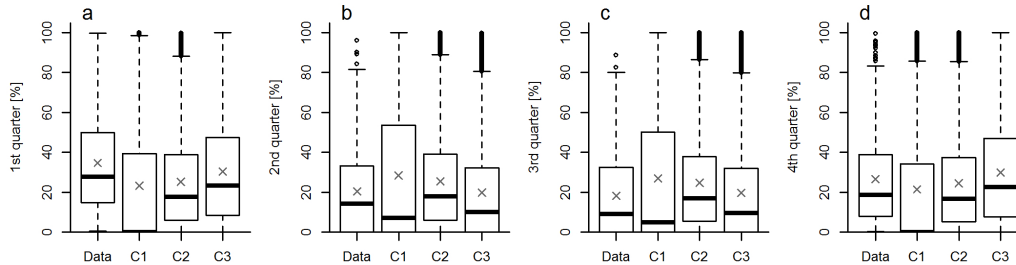 a
1st quarter [%]
0 20 40 60 80 100
Data C1 C2 C3
b
2nd quarter [%]
0 20 40 60 80 100
Data C1 C2 C3
c
3rd quarter [%]
0 20 40 60 80 100
Data C1 C2 C3
d
4th quarter [%]
0 20 40 60 80 100
Data C1 C2 C3